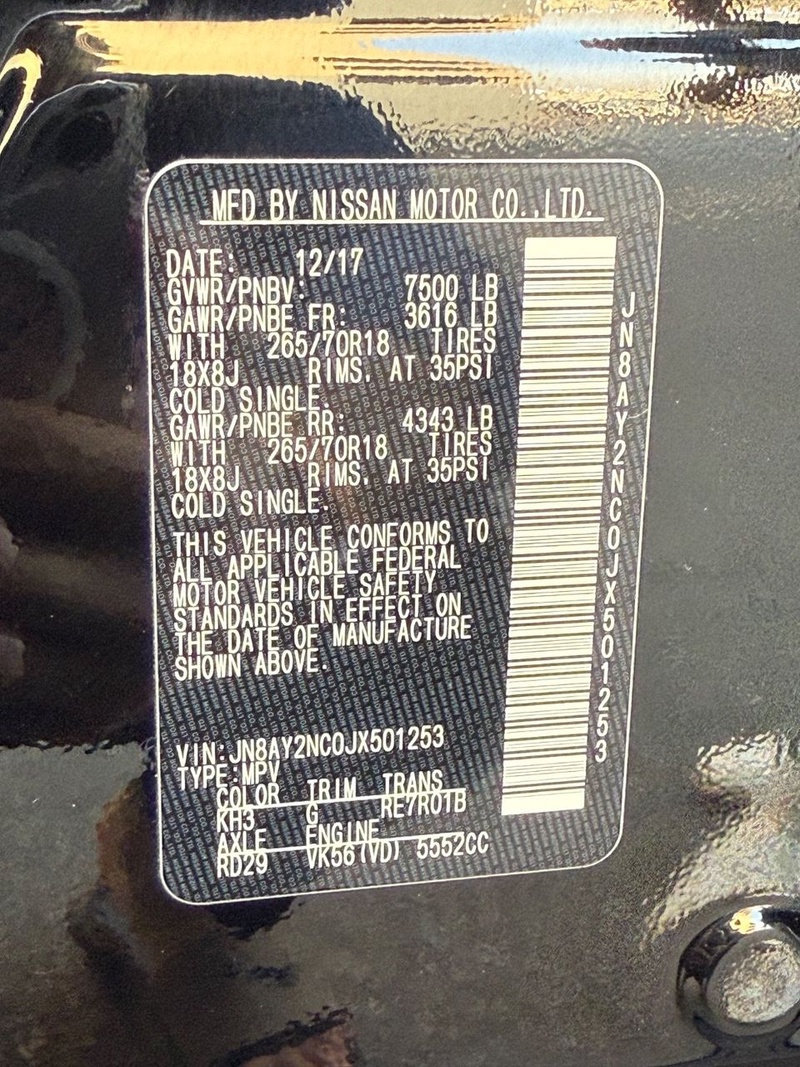 MFD BY NISSAN MOTOR CO.,LTD.
DATE: 12/17
GVWR/PNBV: 7500 LB
GAWR/PNBE FR: 3616 LB
WITH 265/70R18 TIRES
18X8J RIMS, AT 35PSI
COLD SINGLE.
GAWR/PNBE RR: 4343 LB
WITH 265/70R18 TIRES
18X8J RIMS, AT 35PSI
COLD SINGLE.
THIS VEHICLE CONFORMS TO
ALL APPLICABLE FEDERAL
MOTOR VEHICLE SAFETY
STANDARDS IN EFFECT ON
THE DATE OF MANUFACTURE
SHOWN ABOVE.
VIN:JN8AY2NC0JX501253
TYPE:MPV
COLOR TRIM TRANS
KH3 G RE7R01B
AXLE ENGINE
RD29 VK56(VD) 5552CC
JN8AY2NC0JX501253